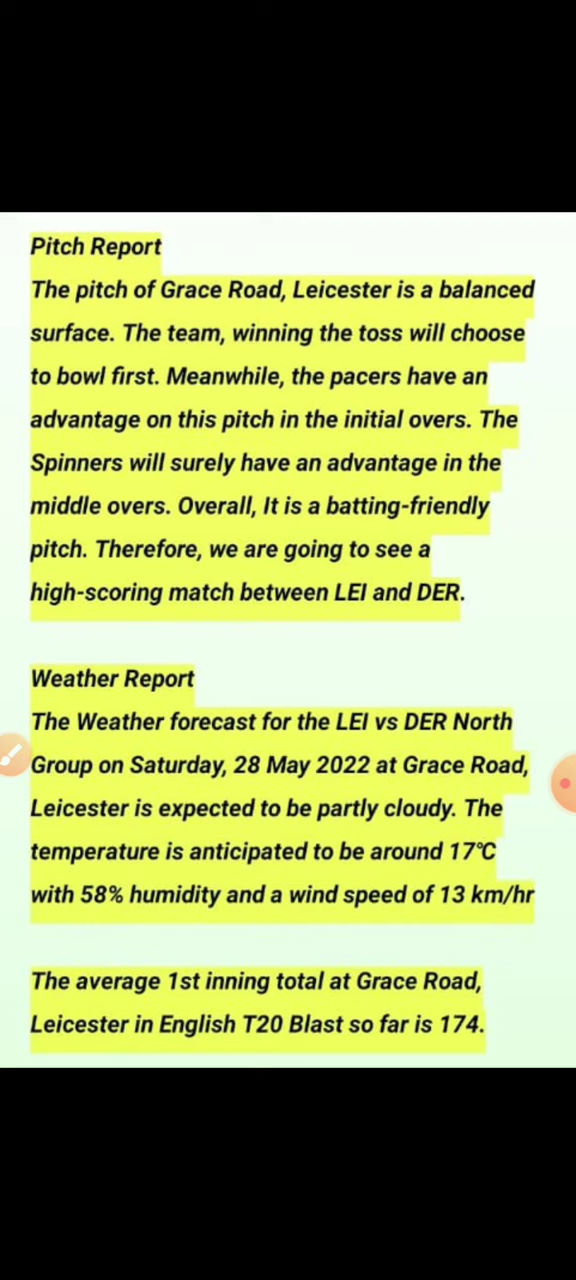 Pitch Report
The pitch of Grace Road, Leicester is a balanced
surface. The team, winning the toss will choose
to bowl first. Meanwhile, the pacers have an
advantage on this pitch in the initial overs. The
Spinners will surely have an advantage in the
middle overs. Overall, It is a batting-friendly
pitch. Therefore, we are going to see a
high-scoring match between LEI and DER.
Weather Report
The Weather forecast for the LEI vs DER North
Group on Saturday, 28 May 2022 at Grace Road,
Leicester is expected to be partly cloudy. The
temperature is anticipated to be around 17℃
with 58% humidity and a wind speed of 13 km/hr
The average 1st inning total at Grace Road,
Leicester in English T20 Blast so far is 174.